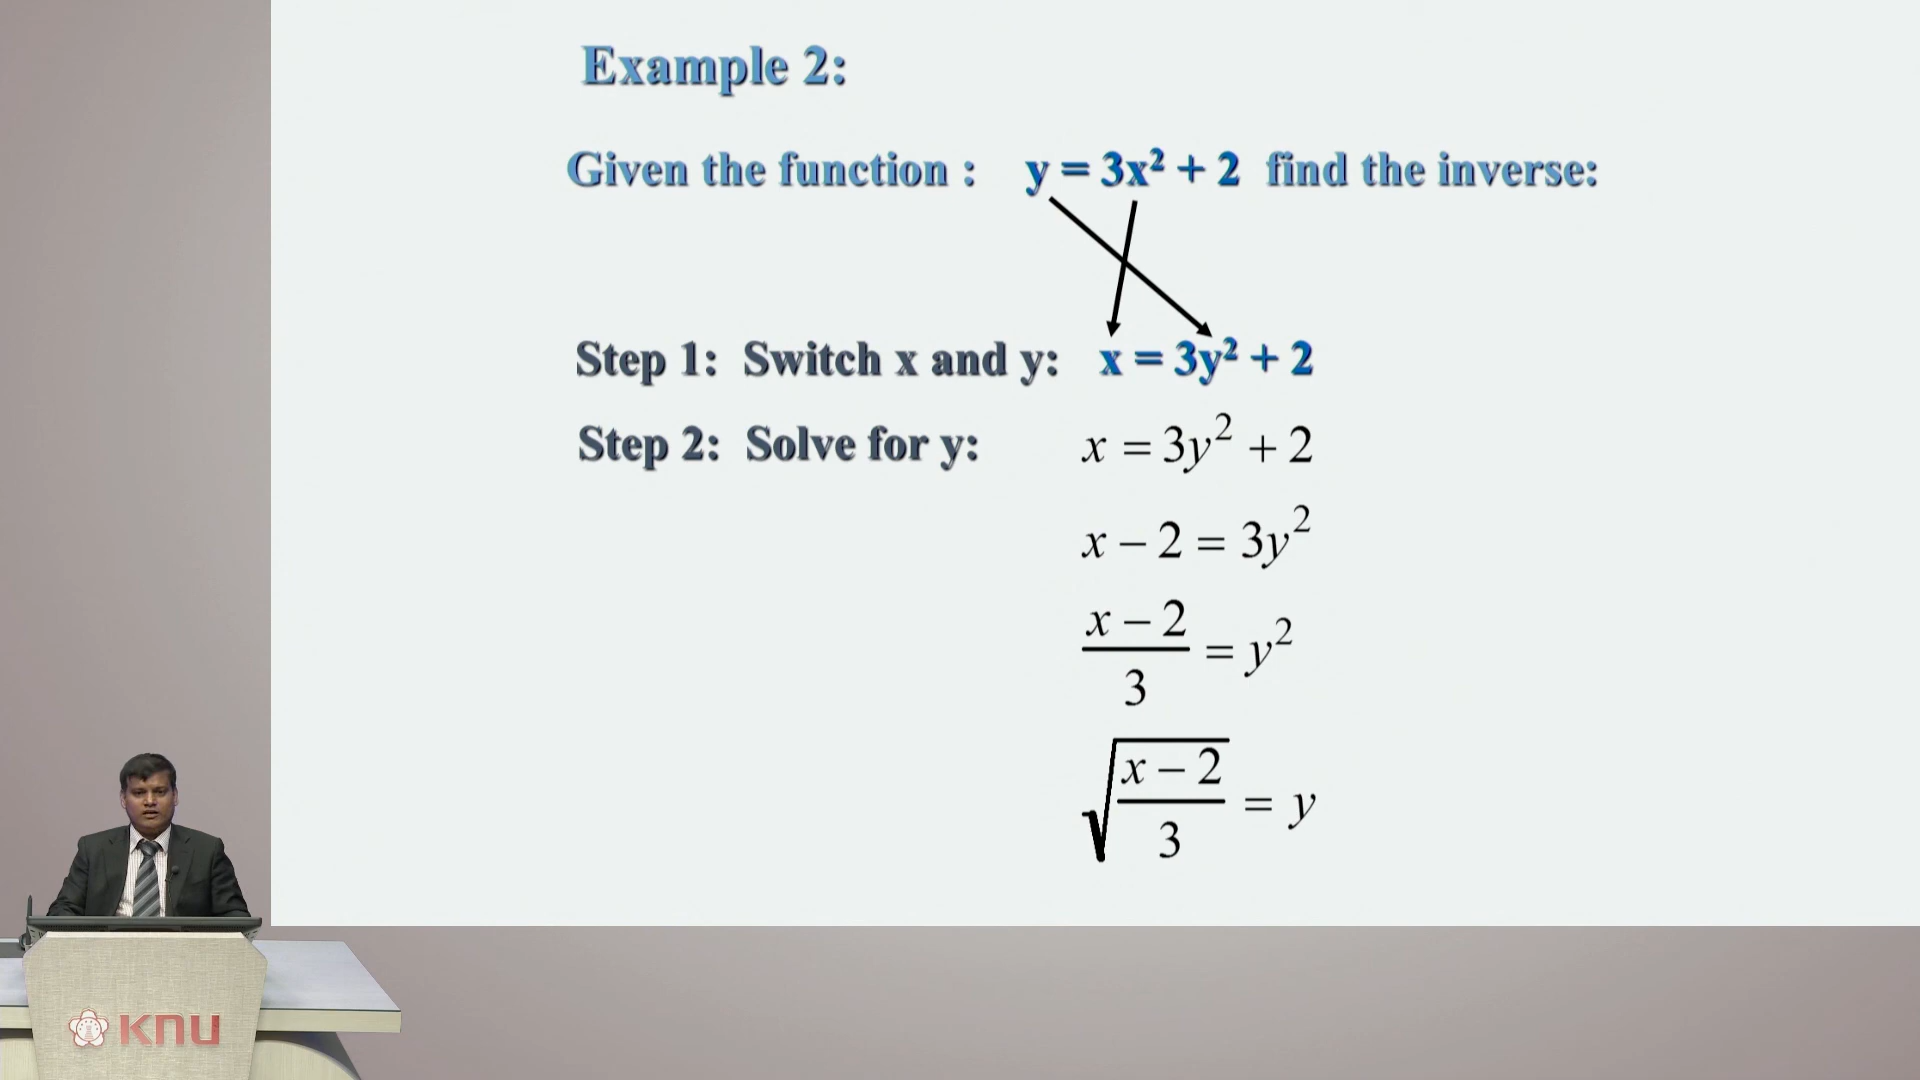 Example 2:
Given the function : y = 3x² + 2 find the inverse:
Step 1: Switch x and y: x = 3y² + 2
Step 2: Solve for y: x = 3y² + 2
x − 2 = 3y²
(x − 2)/3 = y²
√((x − 2)/3) = y
KNU